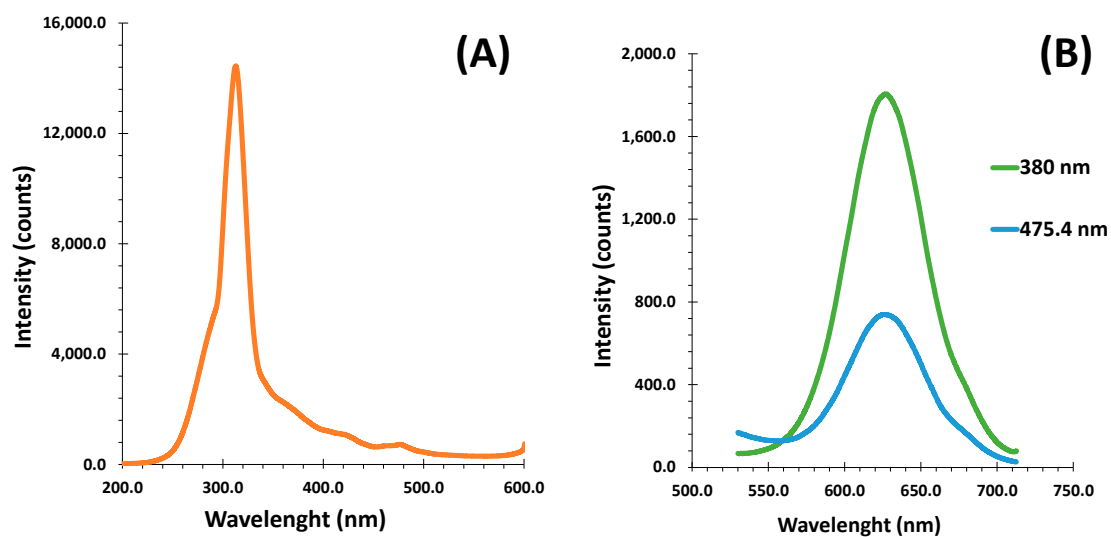 (A)
Intensity (counts)
16,000.0
12,000.0
8,000.0
4,000.0
0.0
200.0 300.0 400.0 500.0 600.0
Wavelenght (nm)
(B)
Intensity (counts)
2,000.0
1,600.0
1,200.0
800.0
400.0
0.0
500.0 550.0 600.0 650.0 700.0 750.0
Wavelenght (nm)
380 nm
475.4 nm